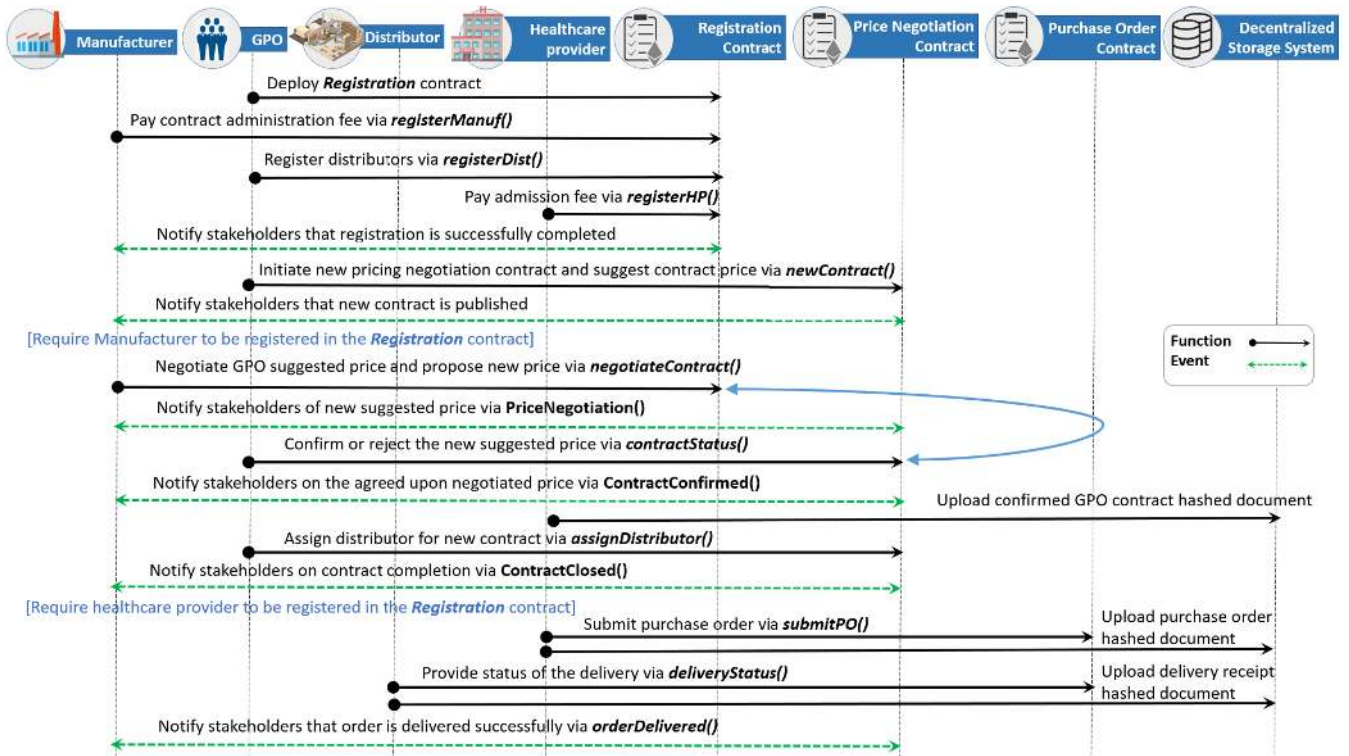 Manufacturer
GPO
Distributor
Healthcare
provider
Registration
Contract
Price Negotiation
Contract
Purchase Order
Contract
Decentralized
Storage System
Deploy Registration contract
Pay contract administration fee via registerManuf()
Register distributors via registerDist()
Pay admission fee via registerHP()
Notify stakeholders that registration is successfully completed
Initiate new pricing negotiation contract and suggest contract price via newContract()
Notify stakeholders that new contract is published
[Require Manufacturer to be registered in the Registration contract]
Function
Event
Negotiate GPO suggested price and propose new price via negotiateContract()
Notify stakeholders of new suggested price via PriceNegotiation()
Confirm or reject the new suggested price via contractStatus()
Notify stakeholders on the agreed upon negotiated price via ContractConfirmed()
Upload confirmed GPO contract hashed document
Assign distributor for new contract via assignDistributor()
Notify stakeholders on contract completion via ContractClosed()
[Require healthcare provider to be registered in the Registration contract]
Submit purchase order via submitPO()
Upload purchase order
hashed document
Provide status of the delivery via deliveryStatus()
Upload delivery receipt
hashed document
Notify stakeholders that order is delivered successfully via orderDelivered()